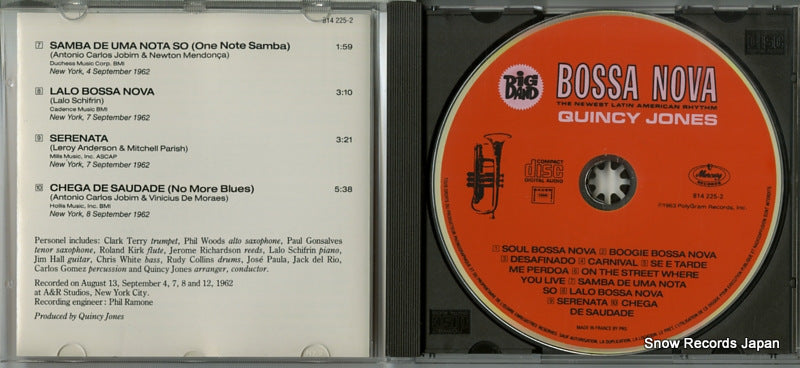 814 225-2
7 SAMBA DE UMA NOTA SO (One Note Samba) 1:59
(Antonio Carlos Jobim & Newton Mendonça)
Duchess Music Corp. BMI
New York, 4 September 1962
8 LALO BOSSA NOVA 3:10
(Lalo Schifrin)
Cadence Music BMI
New York, 7 September 1962
9 SERENATA 3:21
(Leroy Anderson & Mitchell Parish)
Mills Music, Inc. ASCAP
New York, 7 September 1962
10 CHEGA DE SAUDADE (No More Blues) 5:38
(Antonio Carlos Jobim & Vinicius De Moraes)
Hollis Music, Inc. BMI
New York, 8 September 1962
Personel includes: Clark Terry trumpet, Phil Woods alto saxophone, Paul Gonsalves
tenor saxophone, Roland Kirk flute, Jerome Richardson reeds, Lalo Schifrin piano,
Jim Hall guitar, Chris White bass, Rudy Collins drums, José Paula, Jack del Rio,
Carlos Gomez percussion and Quincy Jones arranger, conductor.
Recorded on August 13, September 4, 7, 8 and 12, 1962
at A&R Studios, New York City.
Recording engineer : Phil Ramone
Produced by Quincy Jones
BIG
BAND
BOSSA NOVA
THE NEWEST LATIN AMERICAN RHYTHM
QUINCY JONES
COMPACT
disc
DIGITAL AUDIO
Mercury
RECORDS
814 225-2
℗1963 PolyGram Records, Inc.
1 SOUL BOSSA NOVA 2 BOOGIE BOSSA NOVA
3 DESAFINADO 4 CARNIVAL 5 SE E TARDE
ME PERDOA 6 ON THE STREET WHERE
YOU LIVE 7 SAMBA DE UMA NOTA
SO 8 LALO BOSSA NOVA
9 SERENATA 10 CHEGA
DE SAUDADE
MADE IN FRANCE BY PMS
Snow Records Japan